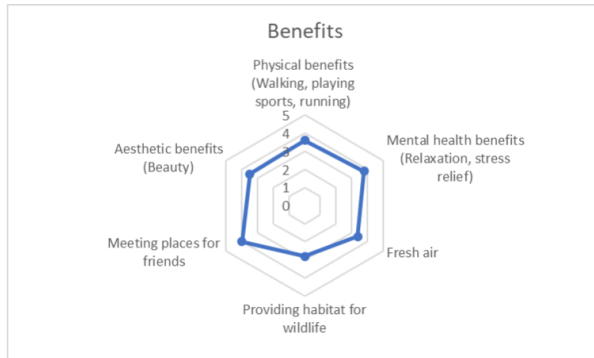 Benefits
Physical benefits
(Walking, playing
sports, running)
5
4
3
2
1
0
Mental health benefits
(Relaxation, stress
relief)
Fresh air
Providing habitat for
wildlife
Meeting places for
friends
Aesthetic benefits
(Beauty)